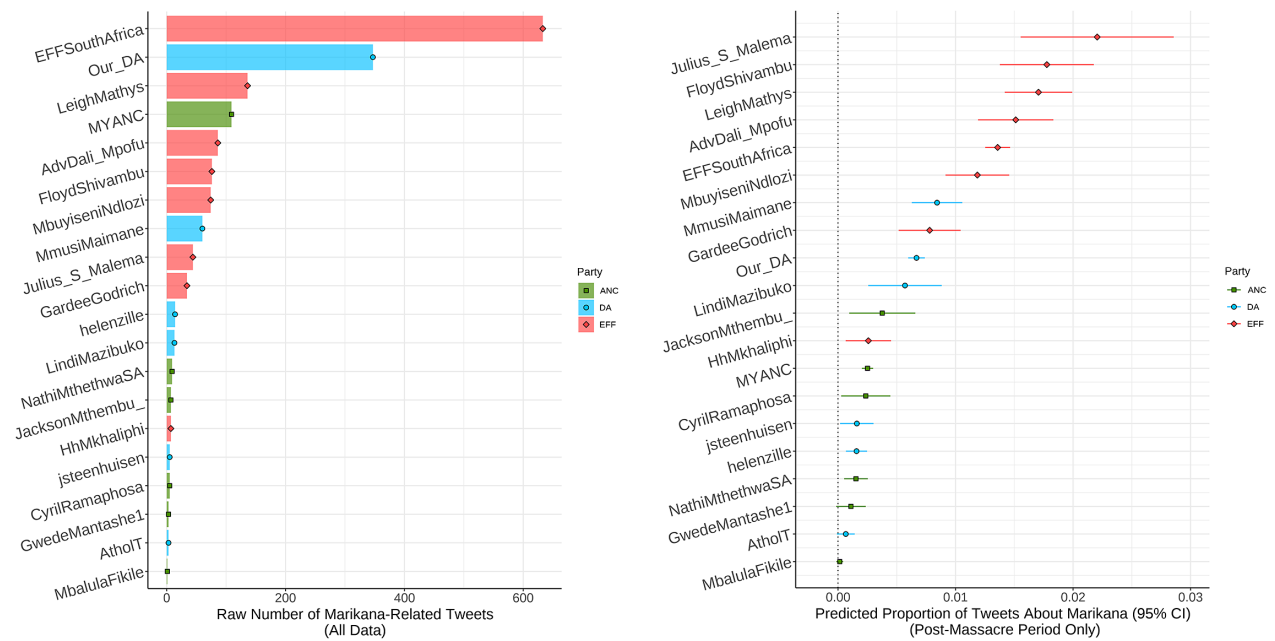 EFFSouthAfrica
Our_DA
LeighMathys
MYANC
AdvDali_Mpofu
FloydShivambu
MbuyiseniNdlozi
MmusiMaimane
Julius_S_Malema
GardeeGodrich
helenzille
LindiMazibuko
NathiMthethwaSA
JacksonMthembu_
HhMkhaliphi
jsteenhuisen
CyrilRamaphosa
GwedeMantashe1
AtholT
MbalulaFikile
0 200 400 600
Raw Number of Marikana-Related Tweets
(All Data)
Party
ANC
DA
EFF
Julius_S_Malema
FloydShivambu
LeighMathys
AdvDali_Mpofu
EFFSouthAfrica
MbuyiseniNdlozi
MmusiMaimane
GardeeGodrich
Our_DA
LindiMazibuko
JacksonMthembu_
HhMkhaliphi
MYANC
CyrilRamaphosa
jsteenhuisen
helenzille
NathiMthethwaSA
GwedeMantashe1
AtholT
MbalulaFikile
0.00 0.01 0.02 0.03
Predicted Proportion of Tweets About Marikana (95% CI)
(Post-Massacre Period Only)
Party
ANC
DA
EFF